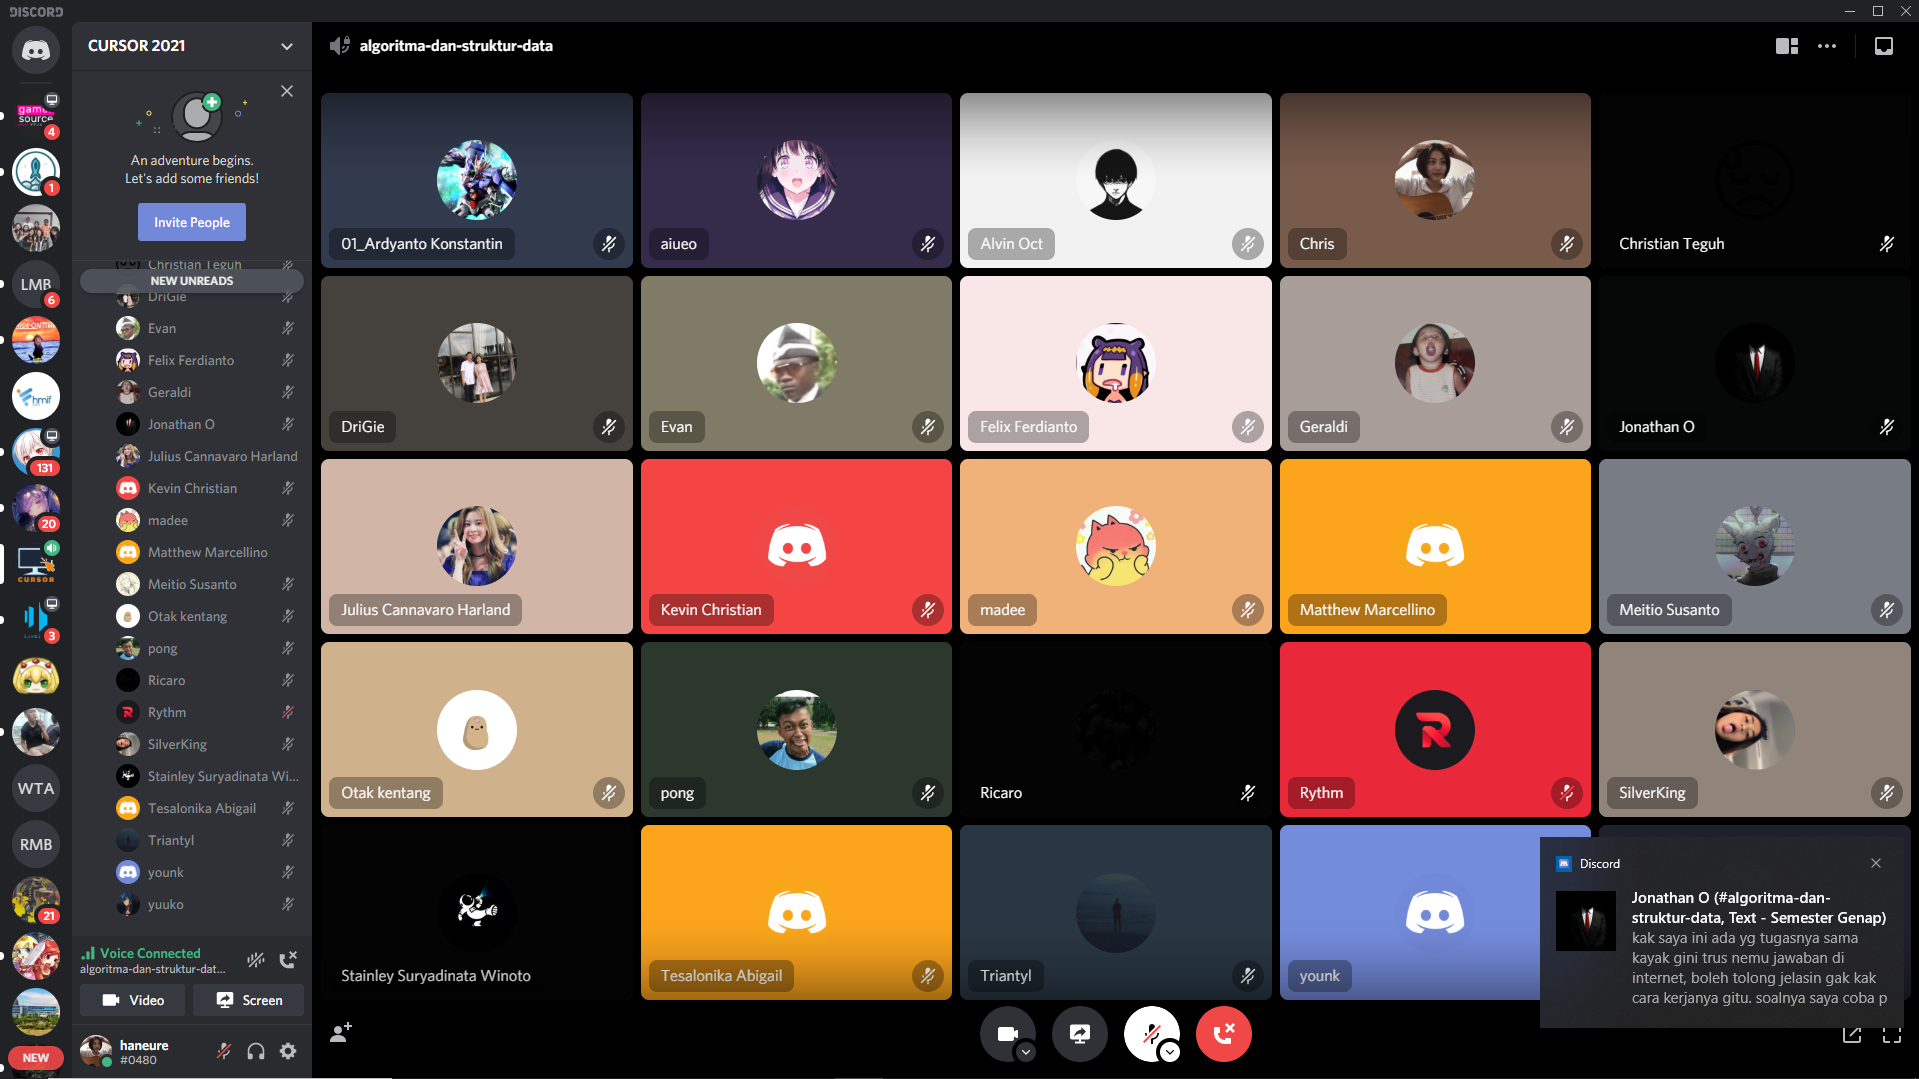 DISCORD
CURSOR 2021
algoritma-dan-struktur-data
An adventure begins.
Let's add some friends!
Invite People
Christian Teguh
NEW UNREADS
DriGie
Evan
Felix Ferdianto
Geraldi
Jonathan O
Julius Cannavaro Harland
Kevin Christian
madee
Matthew Marcellino
Meitio Susanto
Otak kentang
pong
Ricaro
Rythm
SilverKing
Stainley Suryadinata Wi...
Tesalonika Abigail
Triantyl
younk
yuuko
Voice Connected
algoritma-dan-struktur-dat...
Video
Screen
haneure
#0480
source
4
1
LMB
6
hmif
131
20
CURSOR
3
WTA
RMB
21
NEW
01_Ardyanto Konstantin
aiueo
Alvin Oct
Chris
Christian Teguh
DriGie
Evan
Felix Ferdianto
Geraldi
Jonathan O
Julius Cannavaro Harland
Kevin Christian
madee
Matthew Marcellino
Meitio Susanto
Otak kentang
pong
Ricaro
Rythm
SilverKing
Stainley Suryadinata Winoto
Tesalonika Abigail
Triantyl
younk
Discord
Jonathan O (#algoritma-dan-
struktur-data, Text - Semester Genap)
kak saya ini ada yg tugasnya sama
kayak gini trus nemu jawaban di
internet, boleh tolong jelasin gak kak
cara kerjanya gitu. soalnya saya coba p